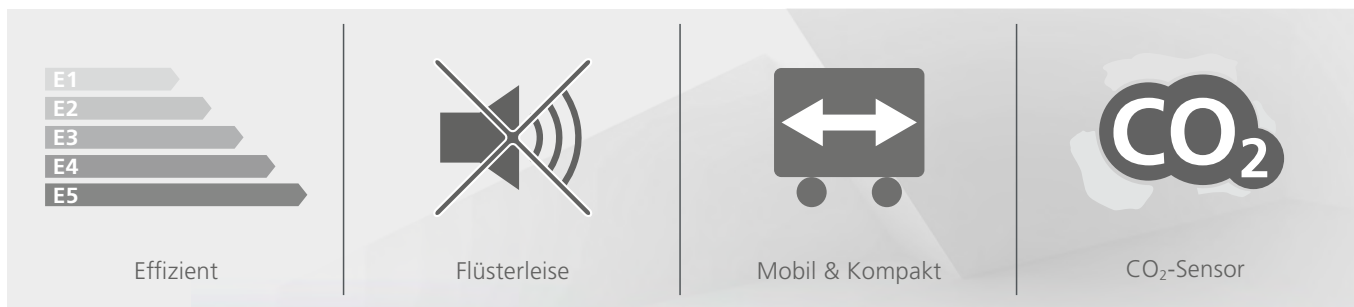 E1
E2
E3
E4
E5
Effizient
Flüsterleise
Mobil & Kompakt
CO₂
CO₂-Sensor